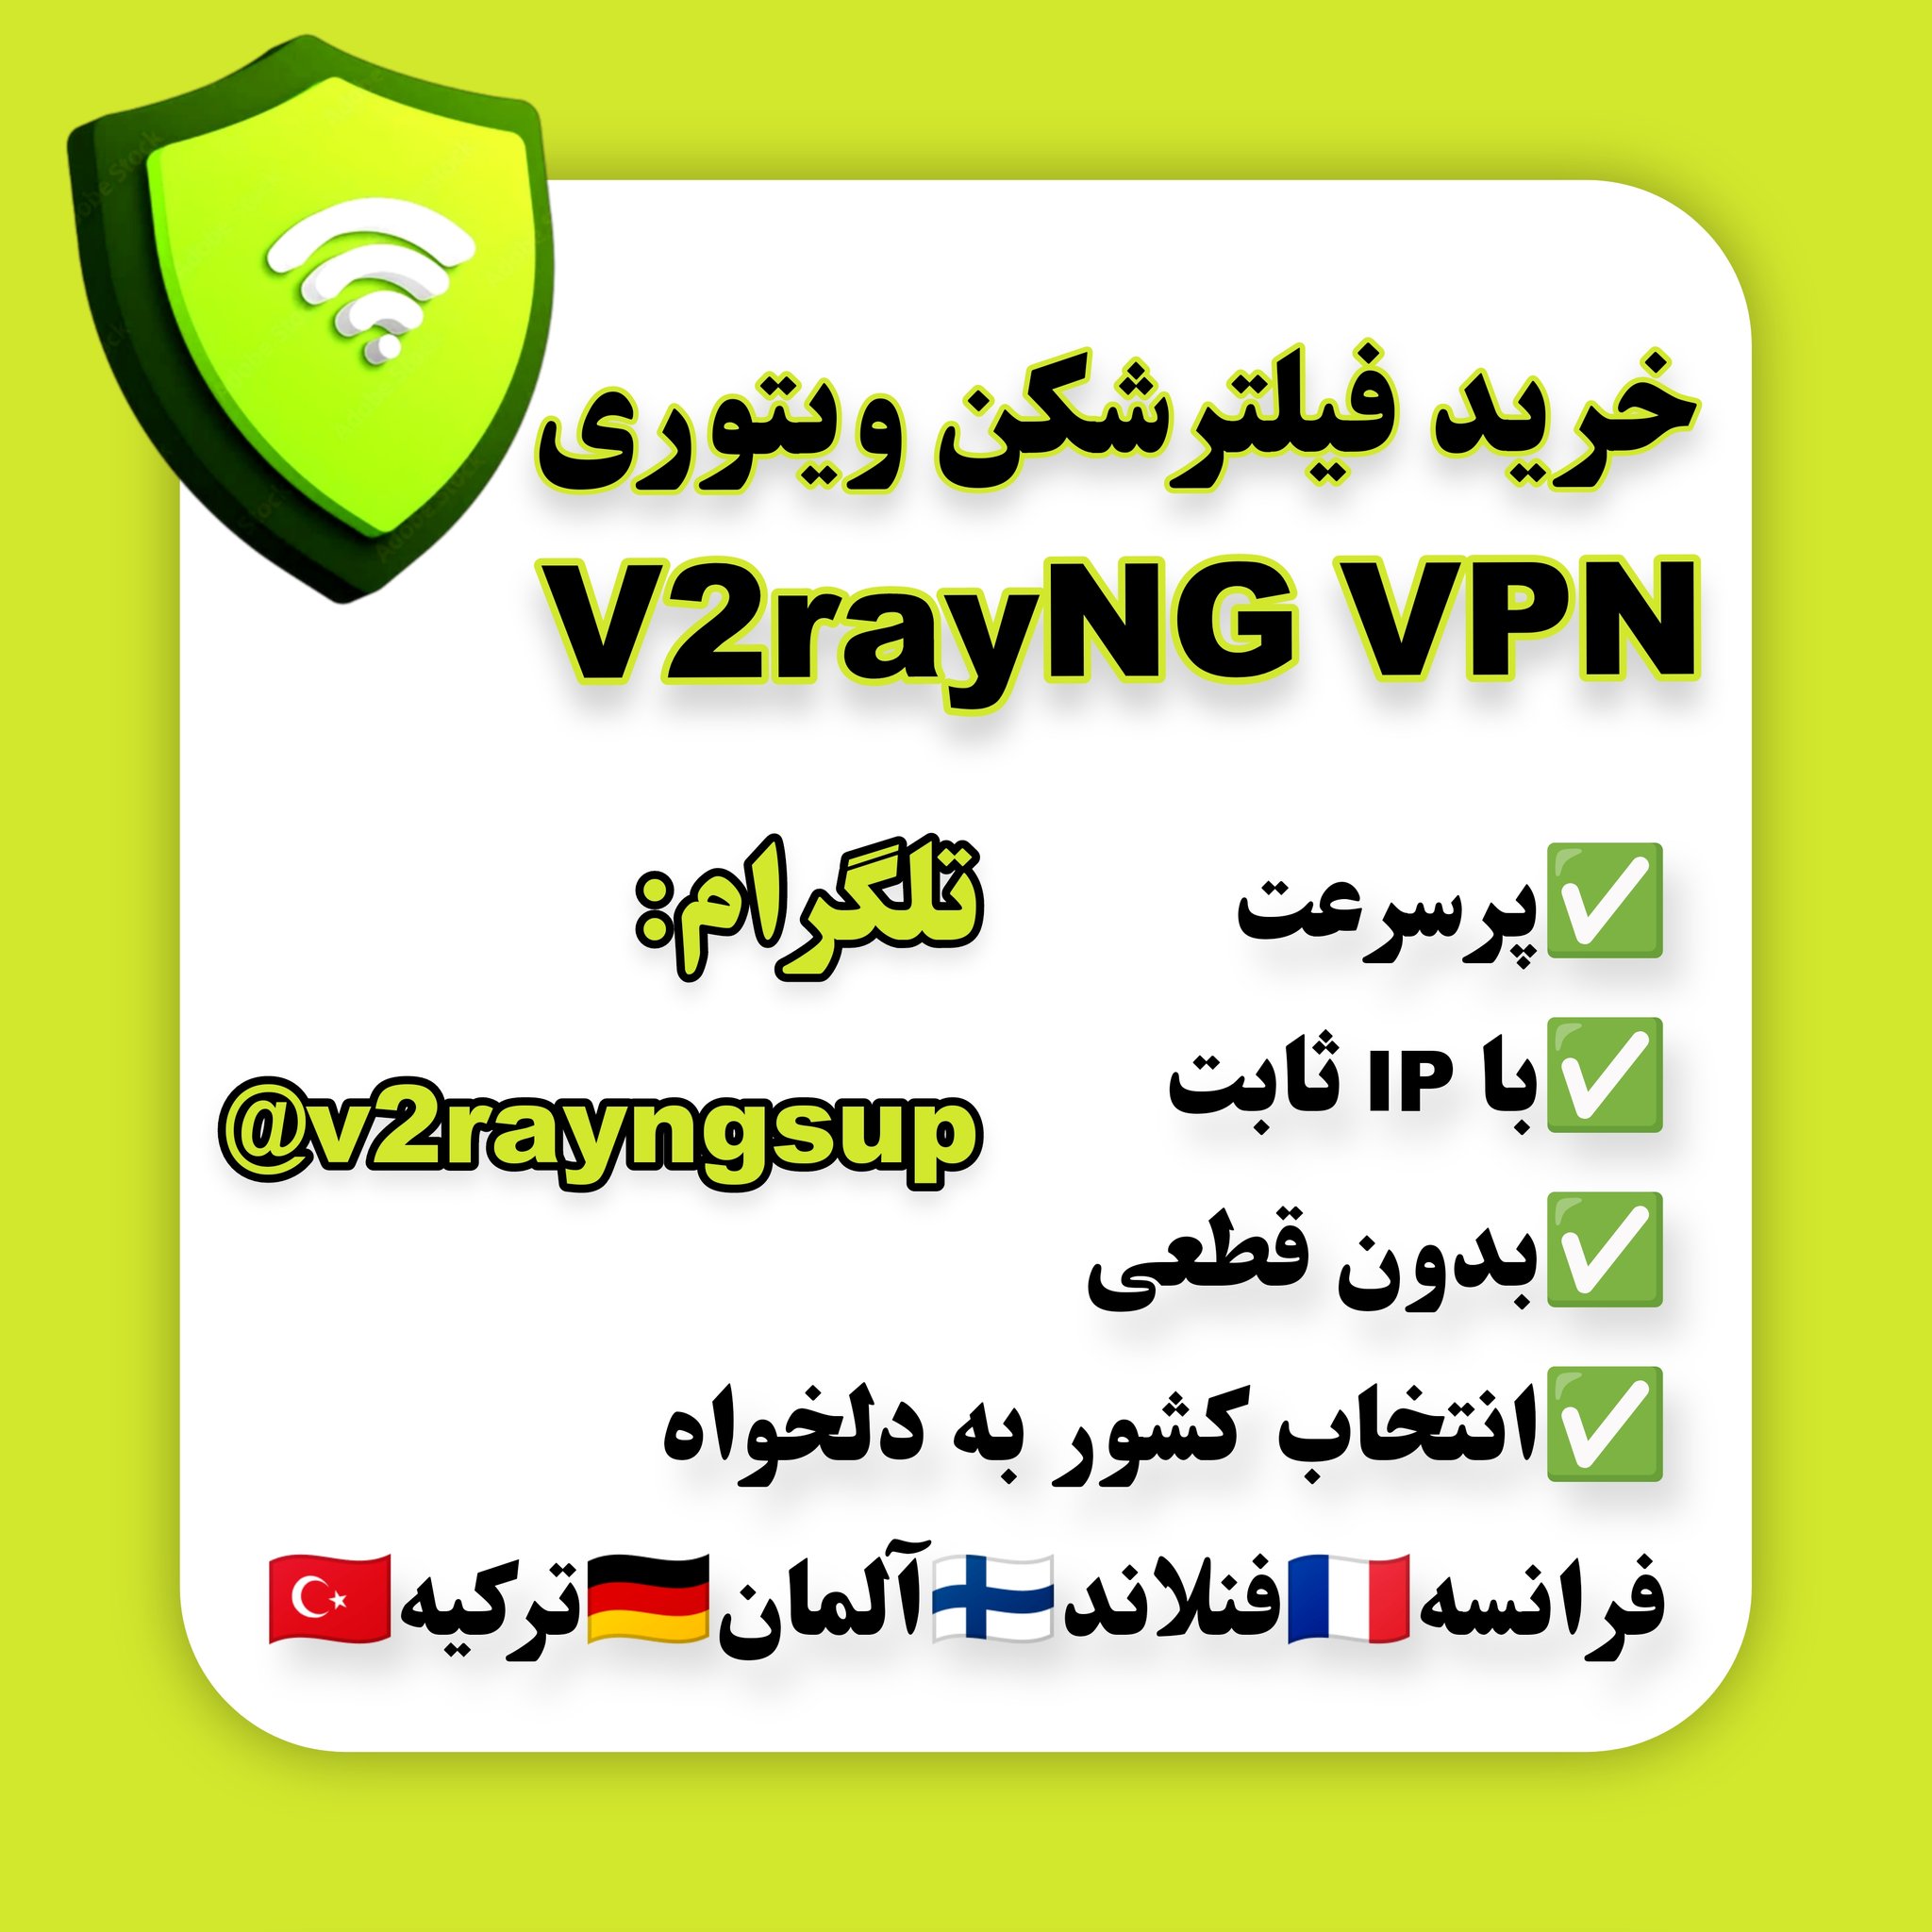 خرید فیلترشکن ویتوری
V2rayNG VPN
✅پرسرعت
✅با IP ثابت
✅بدون قطعی
✅انتخاب کشور به دلخواه
فرانسه🇫🇷فنلاند🇫🇮آلمان🇩🇪ترکیه🇹🇷
تلگرام:
@v2rayngsup